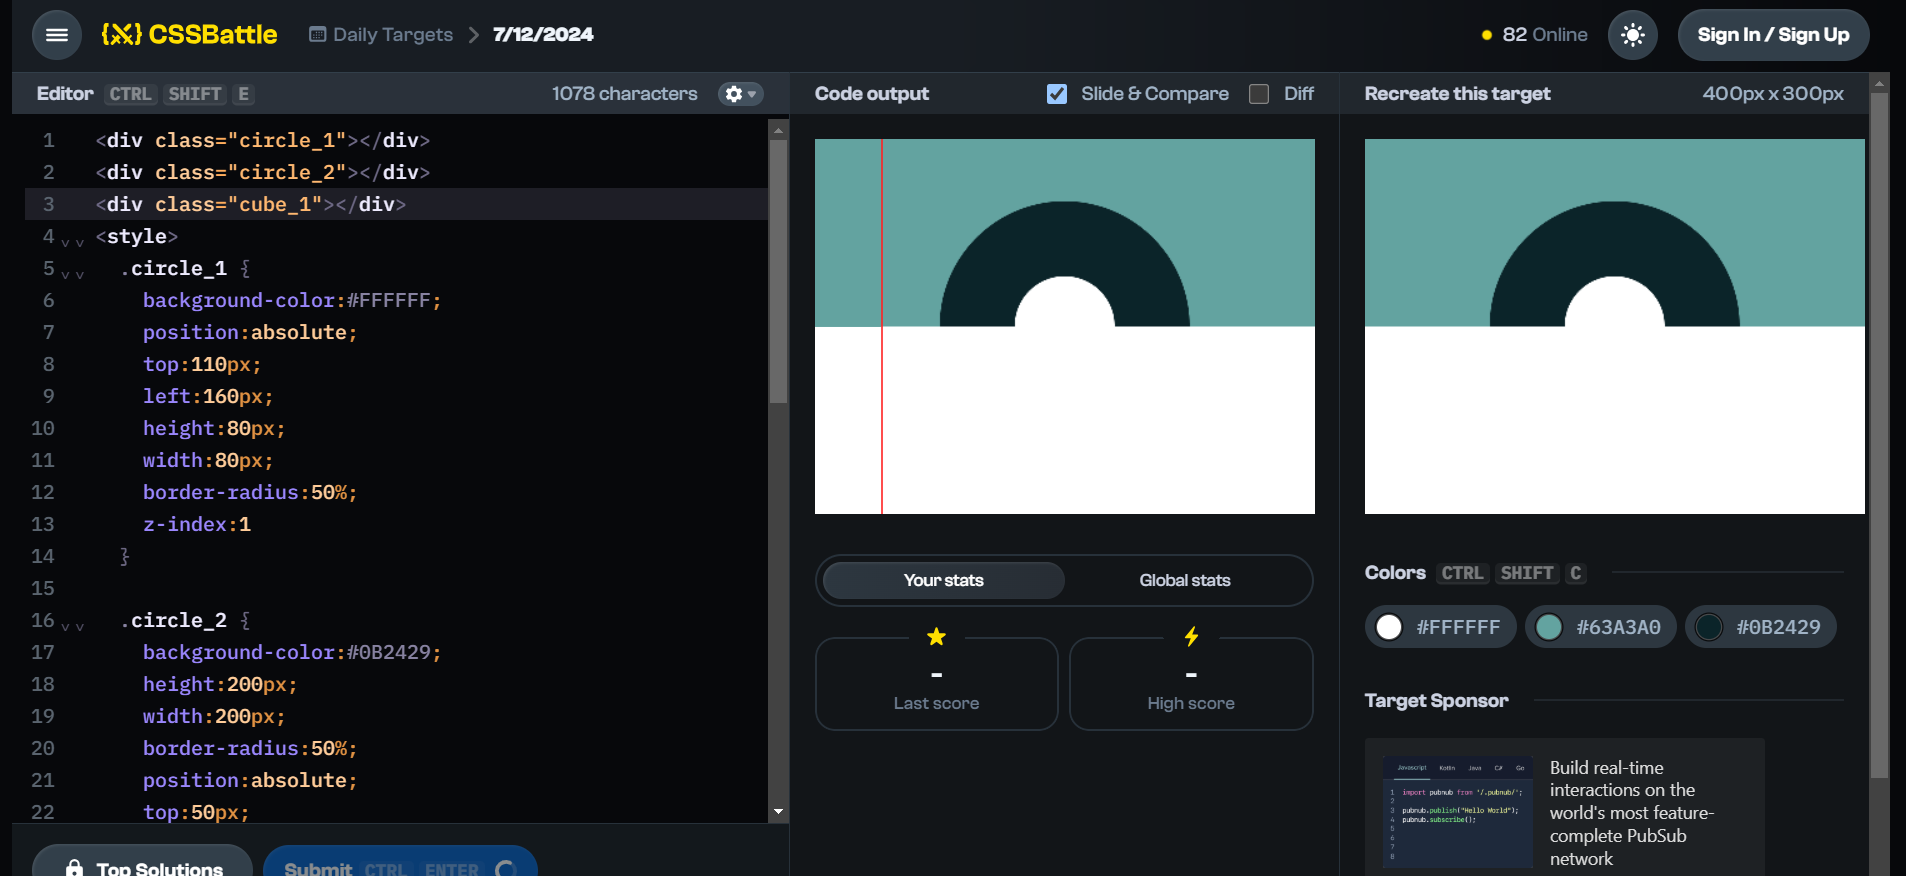 {X} CSSBattle
Daily Targets
7/12/2024
82 Online
Sign In / Sign Up
Editor CTRL SHIFT E
1078 characters
1 <div class="circle_1"></div>
2 <div class="circle_2"></div>
3 <div class="cube_1"></div>
4 <style>
5 .circle_1 {
6 background-color:#FFFFFF;
7 position:absolute;
8 top:110px;
9 left:160px;
10 height:80px;
11 width:80px;
12 border-radius:50%;
13 z-index:1
14 }
15
16 .circle_2 {
17 background-color:#0B2429;
18 height:200px;
19 width:200px;
20 border-radius:50%;
21 position:absolute;
22 top:50px;
Top Solutions
Submit CTRL ENTER
Code output
Slide & Compare
Diff
Your stats
Global stats
-
Last score
-
High score
Recreate this target
400px x 300px
Colors CTRL SHIFT C
#FFFFFF
#63A3A0
#0B2429
Target Sponsor
Javascript Kotlin Java C# Go
1 import pubnub from './.pubnub/';
2
3 pubnub.publish("Hello World");
4 pubnub.subscribe();
5
6
7
8
Build real-time
interactions on the
world's most feature-
complete PubSub
network